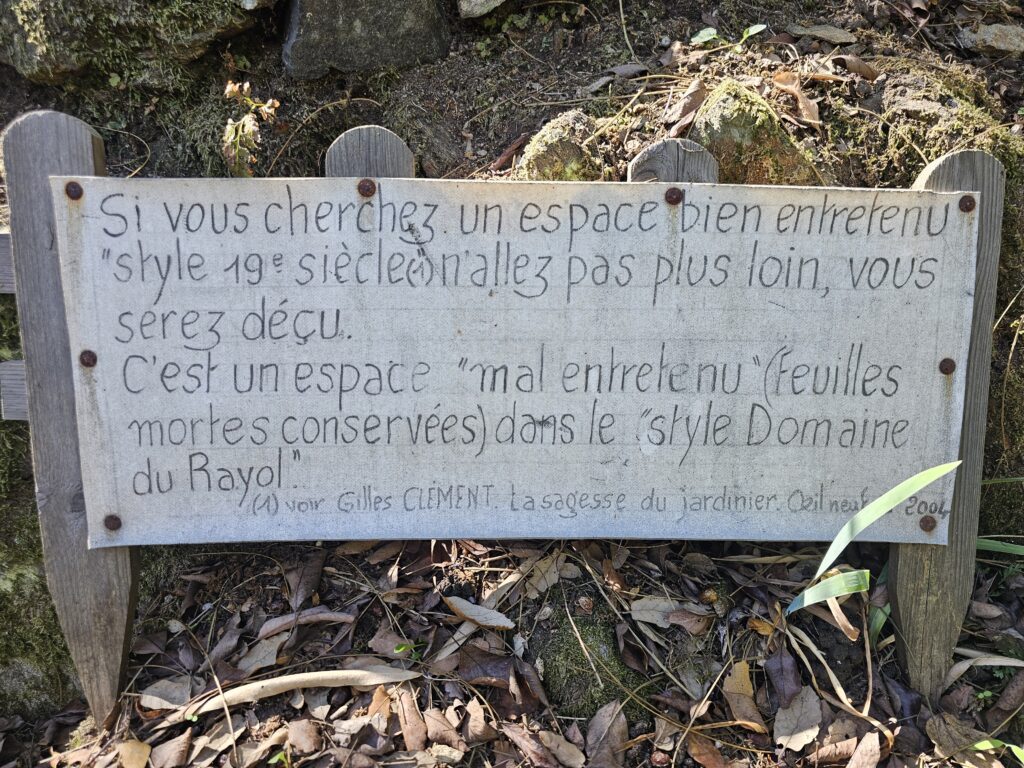 Si vous cherchez un espace bien entretenu
"style 19e siècle"(1) n'allez pas plus loin, vous
serez déçu.
C'est un espace "mal entretenu" (feuilles
mortes conservées) dans le "style Domaine
du Rayol".
(1) voir Gilles CLÉMENT. La sagesse du jardinier. Œil neuf 2004